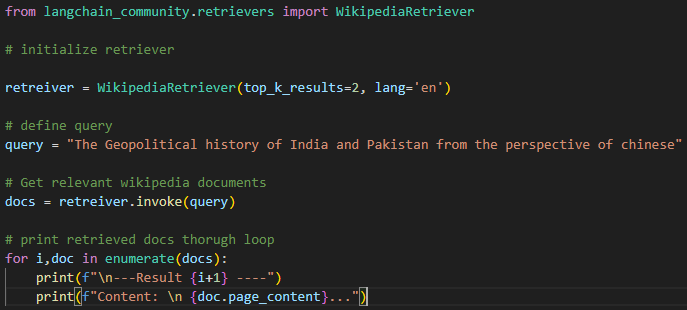 from langchain_community.retrievers import WikipediaRetriever
# initialize retriever
retreiver = WikipediaRetriever(top_k_results=2, lang='en')
# define query
query = "The Geopolitical history of India and Pakistan from the perspective of chinese"
# Get relevant wikipedia documents
docs = retreiver.invoke(query)
# print retrieved docs thorugh loop
for i,doc in enumerate(docs):
    print(f"\n---Result {i+1} ----")
    print(f"Content: \n {doc.page_content}...")